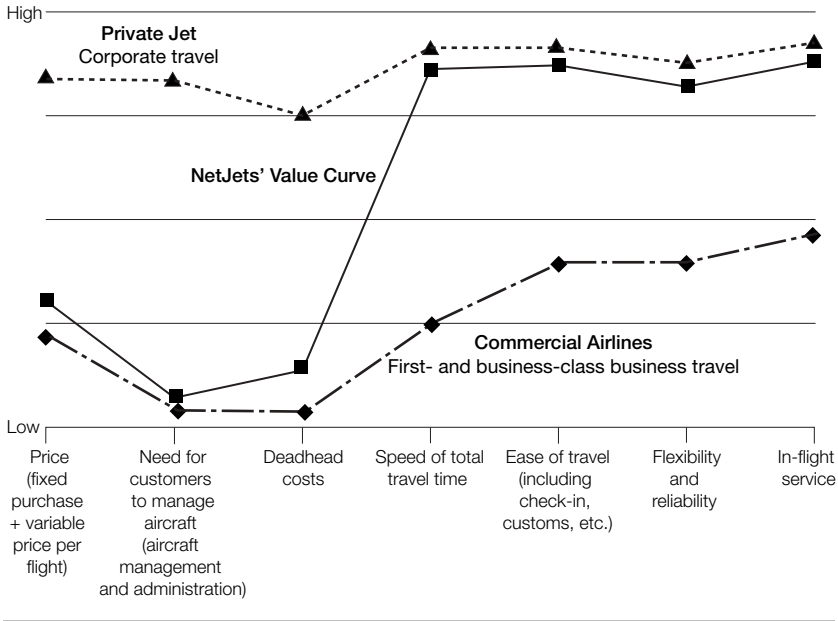 High
Private Jet
Corporate travel
NetJets’ Value Curve
Commercial Airlines
First- and business-class business travel
Low
Price
(fixed
purchase
+ variable
price per
flight)
Need for
customers
to manage
aircraft
(aircraft
management
and administration)
Deadhead
costs
Speed of total
travel time
Ease of travel
(including
check-in,
customs, etc.)
Flexibility
and
reliability
In-flight
service